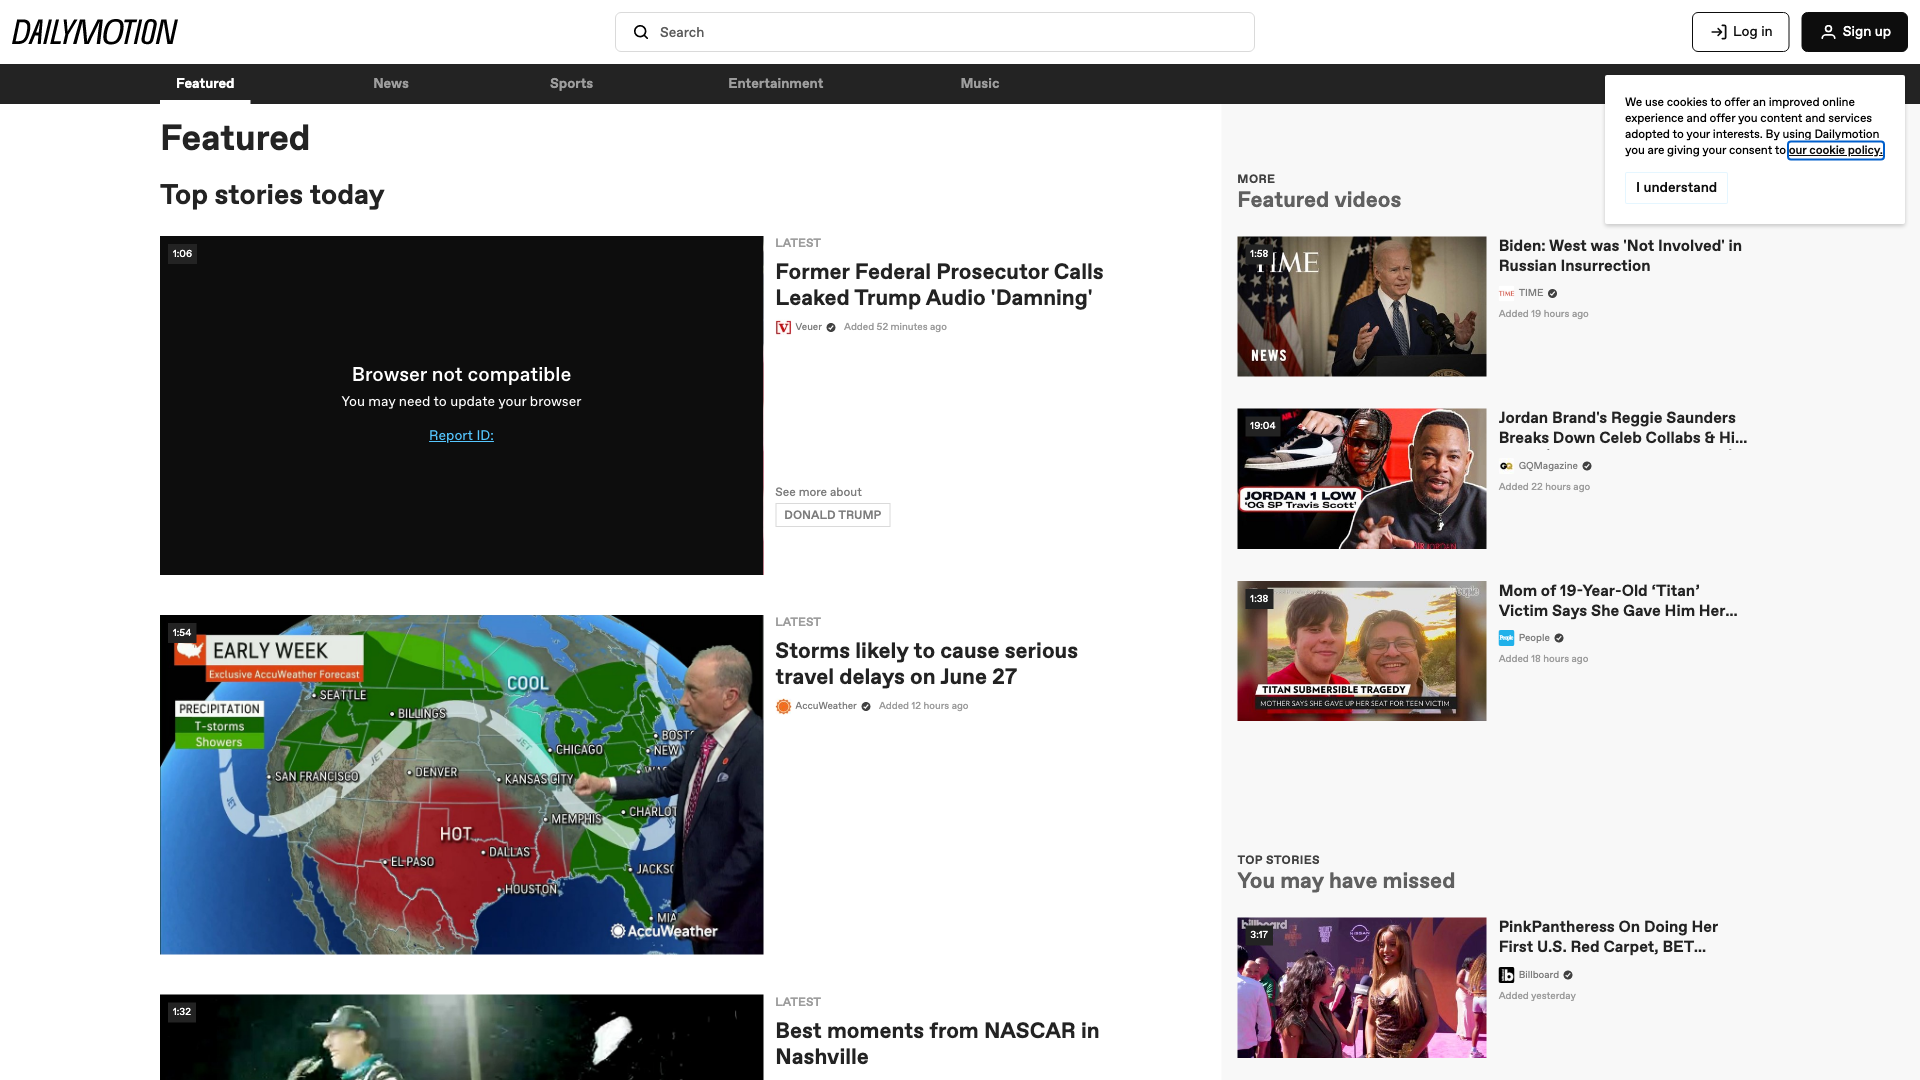 DAILYMOTION
Search
Log in
Sign up
Featured
News
Sports
Entertainment
Music
We use cookies to offer an improved online
experience and offer you content and services
adopted to your interests. By using Dailymotion
you are giving your consent to our cookie policy.
I understand
Featured
Top stories today
1:06
Browser not compatible
You may need to update your browser
Report ID:
LATEST
Former Federal Prosecutor Calls
Leaked Trump Audio 'Damning'
Veuer
Added 52 minutes ago
See more about
DONALD TRUMP
1:54
EARLY WEEK
Exclusive AccuWeather Forecast
PRECIPITATION
T-storms
Showers
COOL
SEATTLE
BILLINGS
JET
JET
JET
CHICAGO
BOST
NEW
SAN FRANCISCO
DENVER
KANSAS CITY
MEMPHIS
CHARLOT
HOT
EL PASO
DALLAS
JACKS
HOUSTON
MIA
AccuWeather
LATEST
Storms likely to cause serious
travel delays on June 27
AccuWeather
Added 12 hours ago
1:32
LATEST
Best moments from NASCAR in
Nashville
MORE
Featured videos
1:58
TIME
NEWS
Biden: West was 'Not Involved' in
Russian Insurrection
TIME
TIME
Added 19 hours ago
19:04
JORDAN 1 LOW
'OG SP Travis Scott'
AIR JORDAN
Jordan Brand's Reggie Saunders
Breaks Down Celeb Collabs & Hi...
GQ
GQMagazine
Added 22 hours ago
1:38
People
TITAN SUBMERSIBLE TRAGEDY
MOTHER SAYS SHE GAVE UP HER SEAT FOR TEEN VICTIM
Mom of 19-Year-Old ‘Titan’
Victim Says She Gave Him Her...
People
People
Added 18 hours ago
TOP STORIES
You may have missed
billboard
3:17
NISSAN
PinkPantheress On Doing Her
First U.S. Red Carpet, BET...
Billboard
Added yesterday